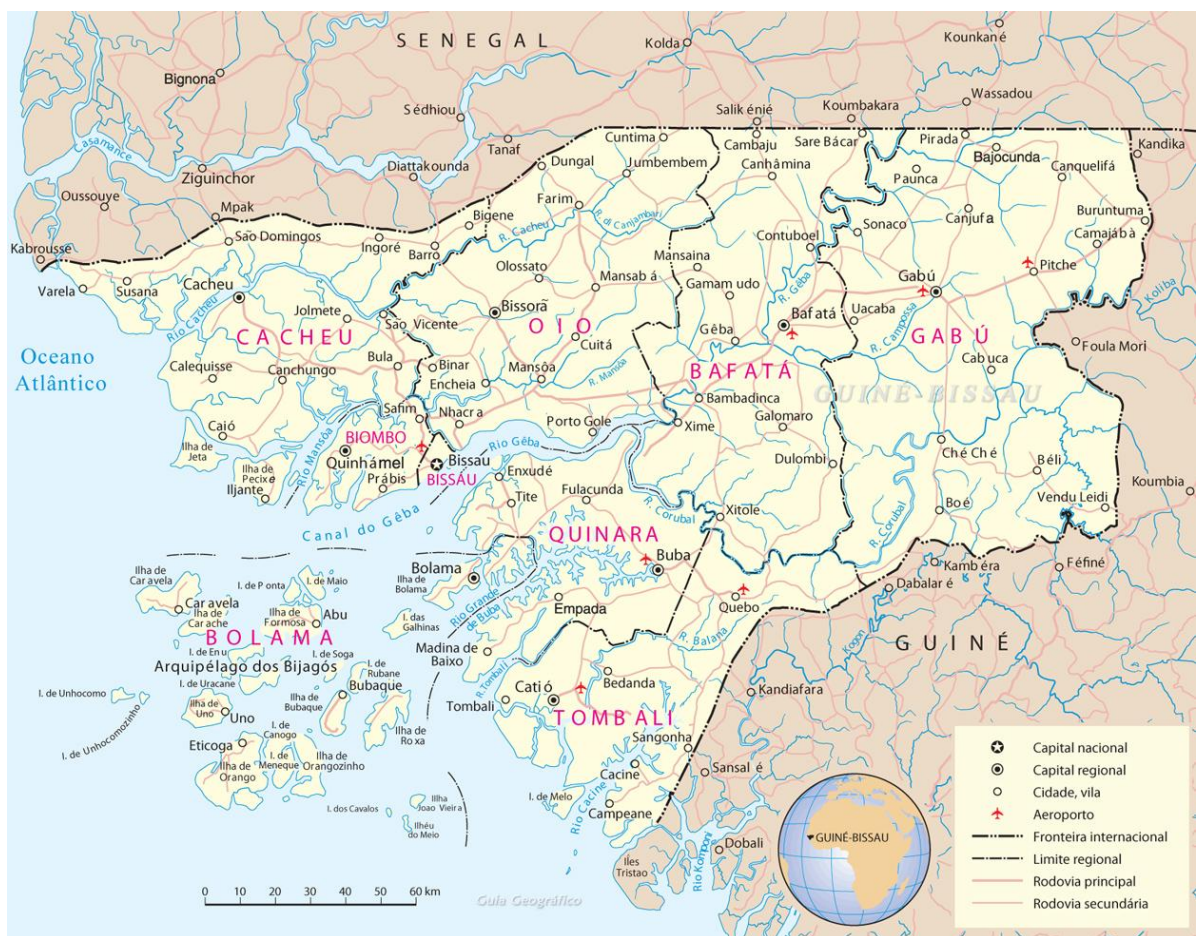 SENEGAL
Kolda
Kounkané
Bignona
Wassadou
Sédhiou
Salikénié
Koumbakara
Casamance
Tanaf
Cuntima
Cambaju
Sare Bácar
Pirada
Bajocunda
Kandika
Ziguinchor
Diattakounda
Dungal
Jumbembem
Canhâmina
Paunca
Canquelifá
Oussouye
Mpak
Bigene
Farim
R. Cacheu
R. di Canjambari
Sonaco
Canjufa
Buruntuma
Camajábà
Kabrousse
São Domingos
Ingoré
Barro
Contuboel
Varela
Susana
Cacheu
Olossato
Mansabá
Mansaina
Gamamudo
R. Gêba
Gabú
Pitche
Koliba
Rio Cacheu
Jolmete
Bissorã
São Vicente
OIO
CACHEU
Bafatá
Uacaba
R. Campossa
GABÚ
Foula Mori
Oceano
Atlântico
Gêba
Cuitá
Bula
Binar
Calequisse
Canchungo
Encheia
Mansôa
R. Mansôa
BAFATÁ
Cabuca
GUINÉ-BISSAU
Bambadinca
Galomaro
Safim
Nhacra
Porto Gole
Xime
Caió
Ilha de
Jeta
Rio Mansôa
BIOMBO
Quinhámel
Bissau
BISSAU
Rio Gêba
Ché Ché
Dulombi
Béli
Ilha de
Pecixe
Iljante
Prábis
Enxudé
Tite
Fulacunda
R. Corubal
Xitole
Boé
Vendu Leidi
Koumbia
Canal do Gêba
QUINARA
R. Corubal
Buba
Kambéra
Féfiné
Dabalaré
Ilha de
Caravela
I. de Ponta
I. de Maio
Bolama
Ilha de
Bolama
Caravela
Ilha de
Carache
Ilha de
Formosa
Abu
I. das
Galhinas
Rio Grande
de Buba
Empada
Quebo
BOLAMA
R. Balana
Kogon
GUINÉ
I. de Enu
I. de Soga
Arquipélago dos Bijagós
Madina de
Baixo
R. Tombali
I. de Uracane
I. de
Rubane
Bubaque
Bedanda
Kandiafara
I. de Unhocomo
I. de Unhocomozinho
Ilha de
Uno
Uno
Ilha de
Bubaque
Tombali
Catió
TOMBALI
I. de
Canogo
Ilha de
Roxa
Sangonha
Eticoga
Ilha de
Orango
I. de
Meneque
Ilha de
Orangozinho
Cacine
Sansalé
I. dos Cavalos
Illha
Joao Vieira
Ilhéu
do Meio
I. de Melo
Rio Cacine
Campeane
Iles
Tristao
Rio Komponi
Dobali
GUINÉ-BISSAU
Capital nacional
Capital regional
Cidade, vila
Aeroporto
Fronteira internacional
Limite regional
Rodovia principal
Rodovia secundária
0 10 20 30 40 60 km
Guia Geográfico